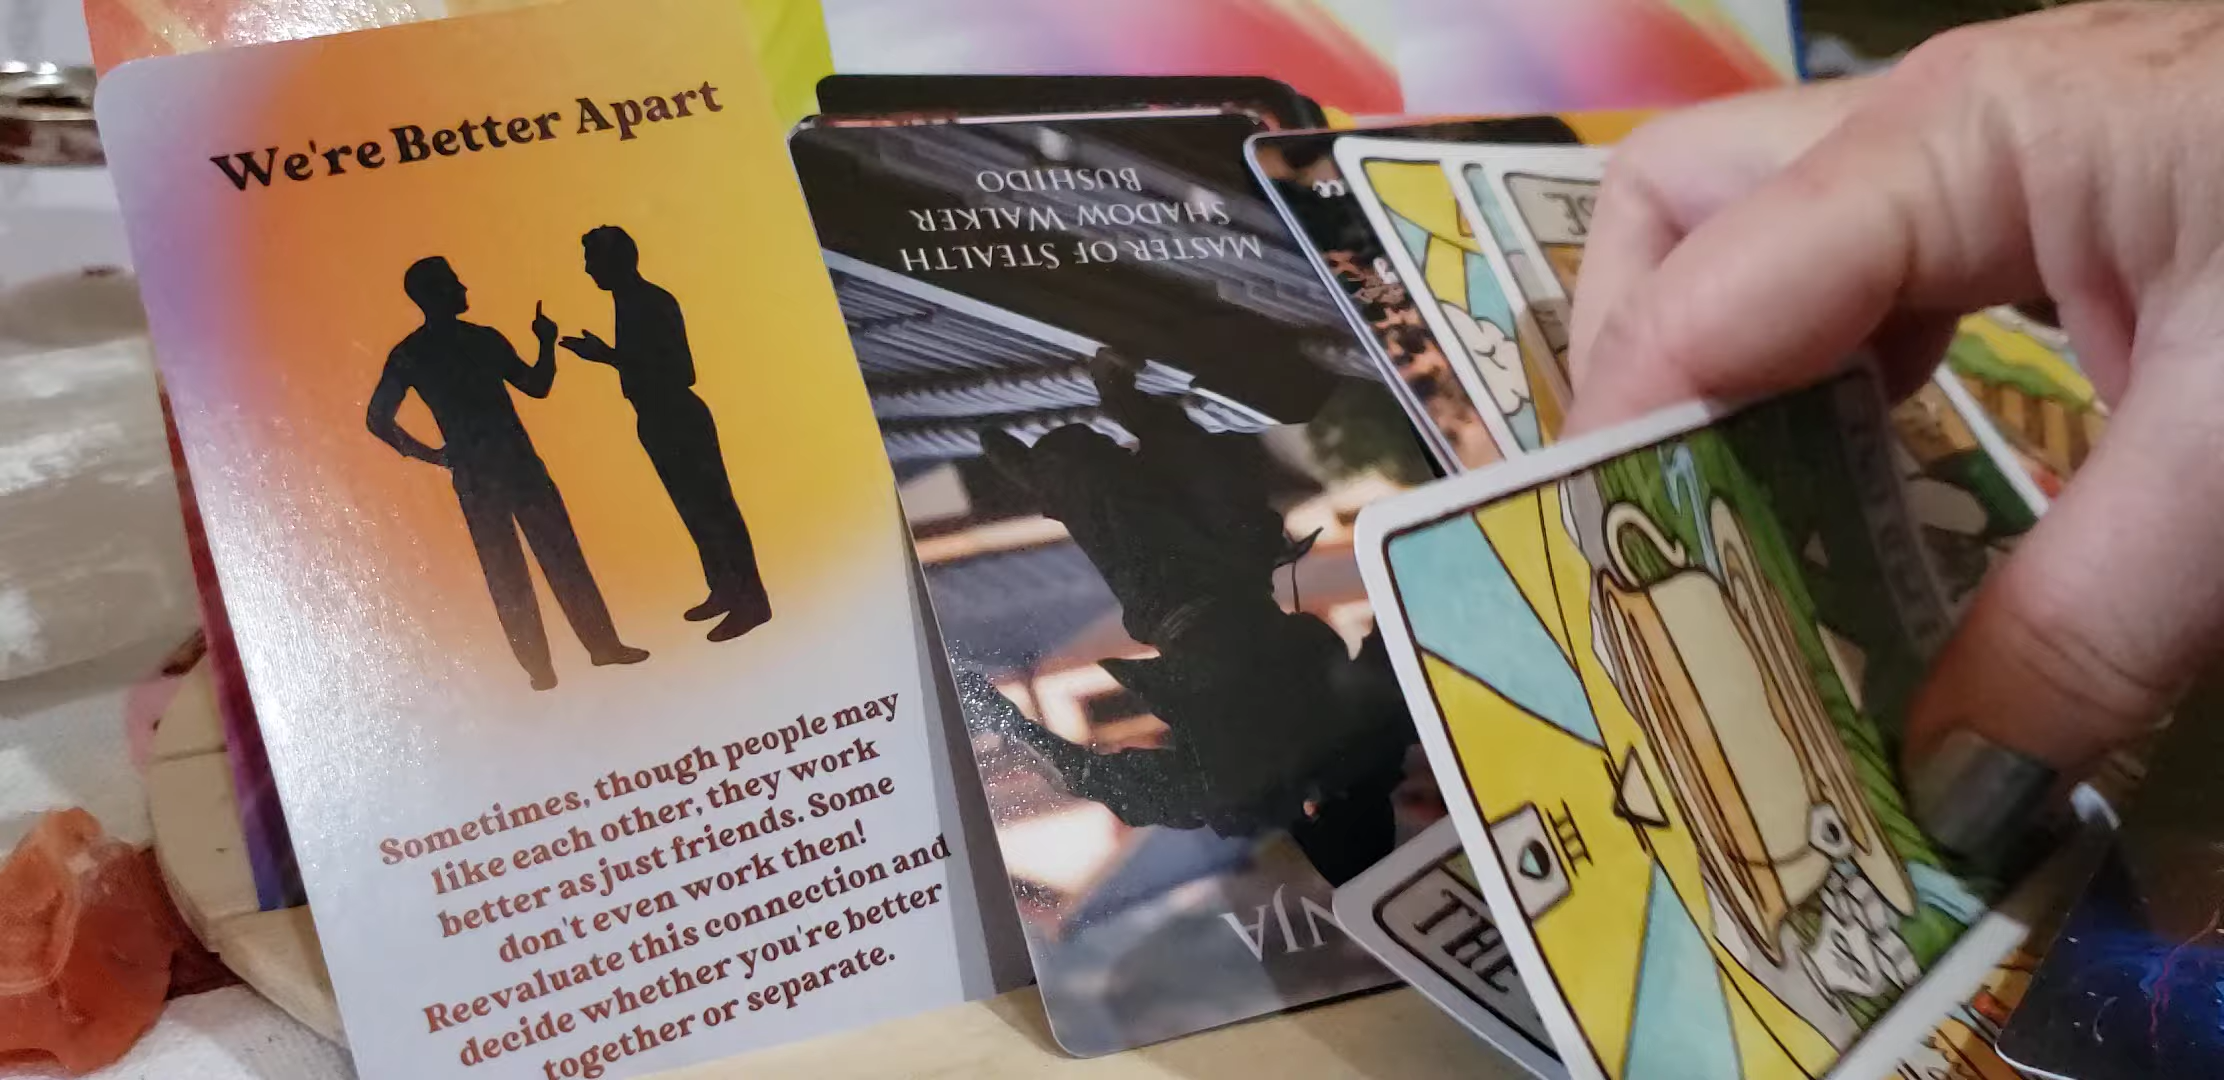 We're Better Apart
Sometimes, though people may
like each other, they work
better as just friends. Some
don't even work then!
Reevaluate this connection and
decide whether you're better
together or separate.
MASTER OF STEALTH
SHADOW WALKER
BUSHIDO
NJA
THE
III